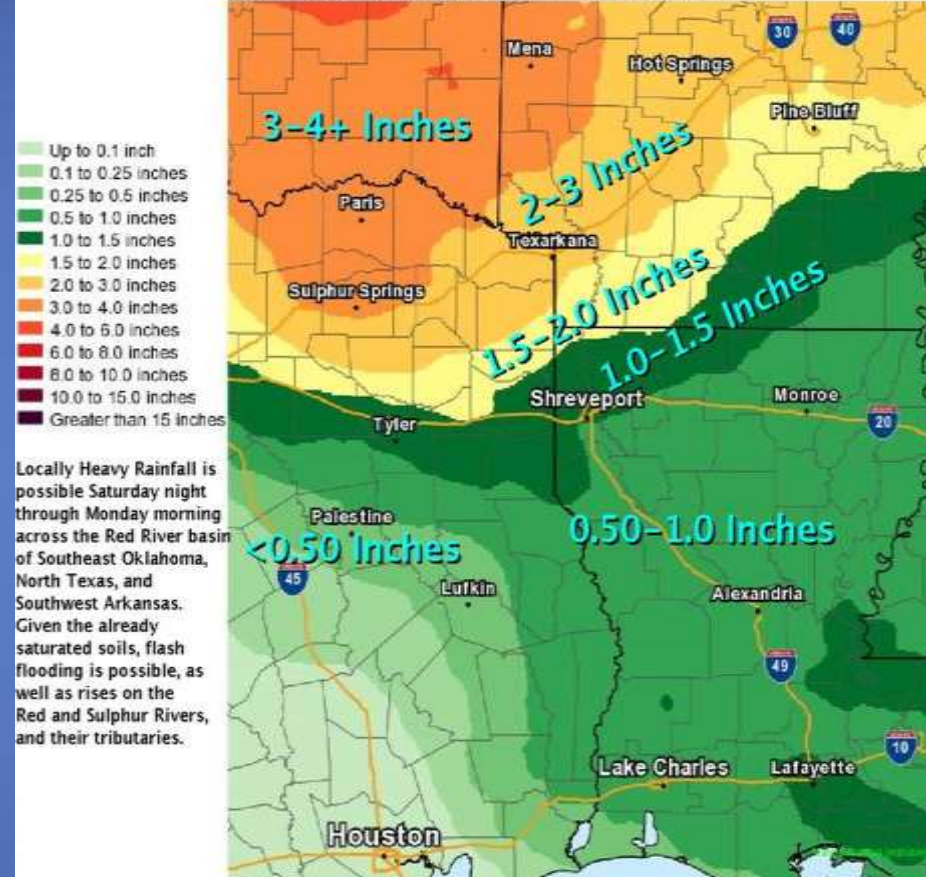 Up to 0.1 inch
0.1 to 0.25 inches
0.25 to 0.5 inches
0.5 to 1.0 inches
1.0 to 1.5 inches
1.5 to 2.0 inches
2.0 to 3.0 inches
3.0 to 4.0 inches
4.0 to 6.0 inches
6.0 to 8.0 inches
8.0 to 10.0 inches
10.0 to 15.0 inches
Greater than 15 inches
Locally Heavy Rainfall is
possible Saturday night
through Monday morning
across the Red River basin
of Southeast Oklahoma,
North Texas, and
Southwest Arkansas.
Given the already
saturated soils, flash
flooding is possible, as
well as rises on the
Red and Sulphur Rivers,
and their tributaries.
30
40
Mena
Hot Springs
Pine Bluff
3-4+ Inches
2-3 Inches
Paris
Texarkana
Sulphur Springs
1.5-2.0 Inches
1.0-1.5 Inches
Shreveport
Monroe
20
Tyler
Palestine
<0.50 Inches
0.50-1.0 Inches
45
Lufkin
Alexandria
49
10
Lake Charles
Lafayette
Houston